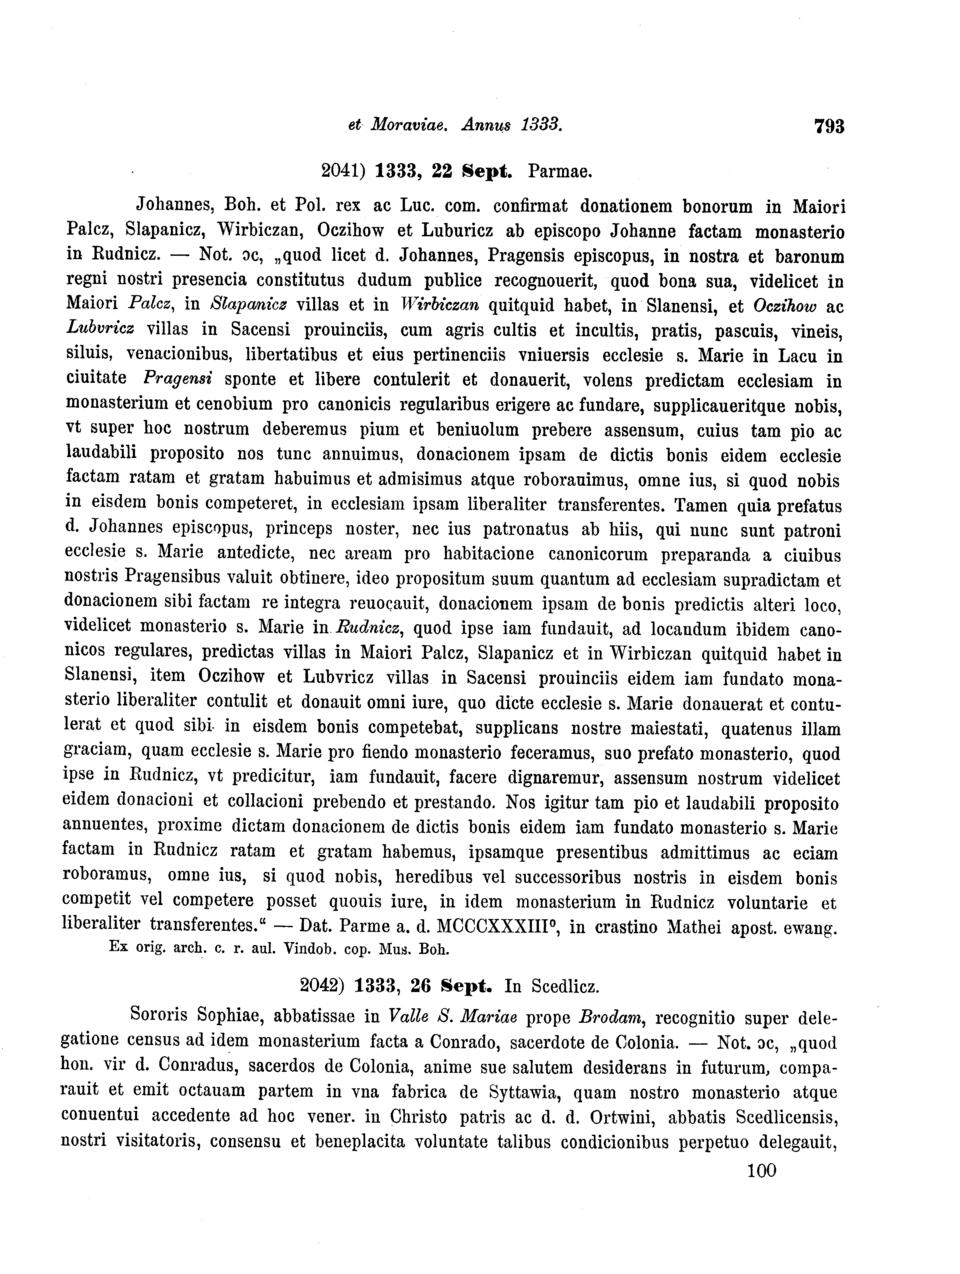 et Moraviae. Annus 1333. 793
2041) 1333, 22 Sept. Parmae.
Johannes, Boh. et Pol. rex ac Luc. com. confirmat donationem bonorum in Maiori
Palcz, Slapanicz, Wirbiczan, Oczihow et Luburicz ab episcopo Johanne factam monasterio
in Rudnicz. — Not. ɔc, „quod licet d. Johannes, Pragensis episcopus, in nostra et baronum
regni nostri presencia constitutus dudum publice recognouerit, quod bona sua, videlicet in
Maiori Palcz, in Slapanicz villas et in Wirbiczan quitquid habet, in Slanensi, et Oczihow ac
Lubvricz villas in Sacensi prouinciis, cum agris cultis et incultis, pratis, pascuis, vineis,
siluis, venacionibus, libertatibus et eius pertinenciis vniuersis ecclesie s. Marie in Lacu in
ciuitate Pragensi sponte et libere contulerit et donauerit, volens predictam ecclesiam in
monasterium et cenobium pro canonicis regularibus erigere ac fundare, supplicaueritque nobis,
vt super hoc nostrum deberemus pium et beniuolum prebere assensum, cuius tam pio ac
laudabili proposito nos tunc annuimus, donacionem ipsam de dictis bonis eidem ecclesie
factam ratam et gratam habuimus et admisimus atque roborauimus, omne ius, si quod nobis
in eisdem bonis competeret, in ecclesiam ipsam liberaliter transferentes. Tamen quia prefatus
d. Johannes episcopus, princeps noster, nec ius patronatus ab hiis, qui nunc sunt patroni
ecclesie s. Marie antedicte, nec aream pro habitacione canonicorum preparanda a ciuibus
nostris Pragensibus valuit obtinere, ideo propositum suum quantum ad ecclesiam supradictam et
donacionem sibi factam re integra reuocauit, donacionem ipsam de bonis predictis alteri loco,
videlicet monasterio s. Marie in Rudnicz, quod ipse iam fundauit, ad locandum ibidem cano-
nicos regulares, predictas villas in Maiori Palcz, Slapanicz et in Wirbiczan quitquid habet in
Slanensi, item Oczihow et Lubvricz villas in Sacensi prouinciis eidem iam fundato mona-
sterio liberaliter contulit et donauit omni iure, quo dicte ecclesie s. Marie donauerat et contu-
lerat et quod sibi in eisdem bonis competebat, supplicans nostre maiestati, quatenus illam
graciam, quam ecclesie s. Marie pro fiendo monasterio feceramus, suo prefato monasterio, quod
ipse in Rudnicz, vt predicitur, iam fundauit, facere dignaremur, assensum nostrum videlicet
eidem donacioni et collacioni prebendo et prestando. Nos igitur tam pio et laudabili proposito
annuentes, proxime dictam donacionem de dictis bonis eidem iam fundato monasterio s. Marie
factam in Rudnicz ratam et gratam habemus, ipsamque presentibus admittimus ac eciam
roboramus, omne ius, si quod nobis, heredibus vel successoribus nostris in eisdem bonis
competit vel competere posset quouis iure, in idem monasterium in Rudnicz voluntarie et
liberaliter transferentes.“ — Dat. Parme a. d. MCCCXXXIII⁰, in crastino Mathei apost. ewang.
Ex orig. arch. c. r. aul. Vindob. cop. Mus. Boh.
2042) 1333, 26 Sept. In Scedlicz.
Sororis Sophiae, abbatissae in Valle S. Mariae prope Brodam, recognitio super dele-
gatione census ad idem monasterium facta a Conrado, sacerdote de Colonia. — Not. ɔc, „quod
hon. vir d. Conradus, sacerdos de Colonia, anime sue salutem desiderans in futurum, compa-
rauit et emit octauam partem in vna fabrica de Syttawia, quam nostro monasterio atque
conuentui accedente ad hoc vener. in Christo patris ac d. d. Ortwini, abbatis Scedlicensis,
nostri visitatoris, consensu et beneplacita voluntate talibus condicionibus perpetuo delegauit,
100